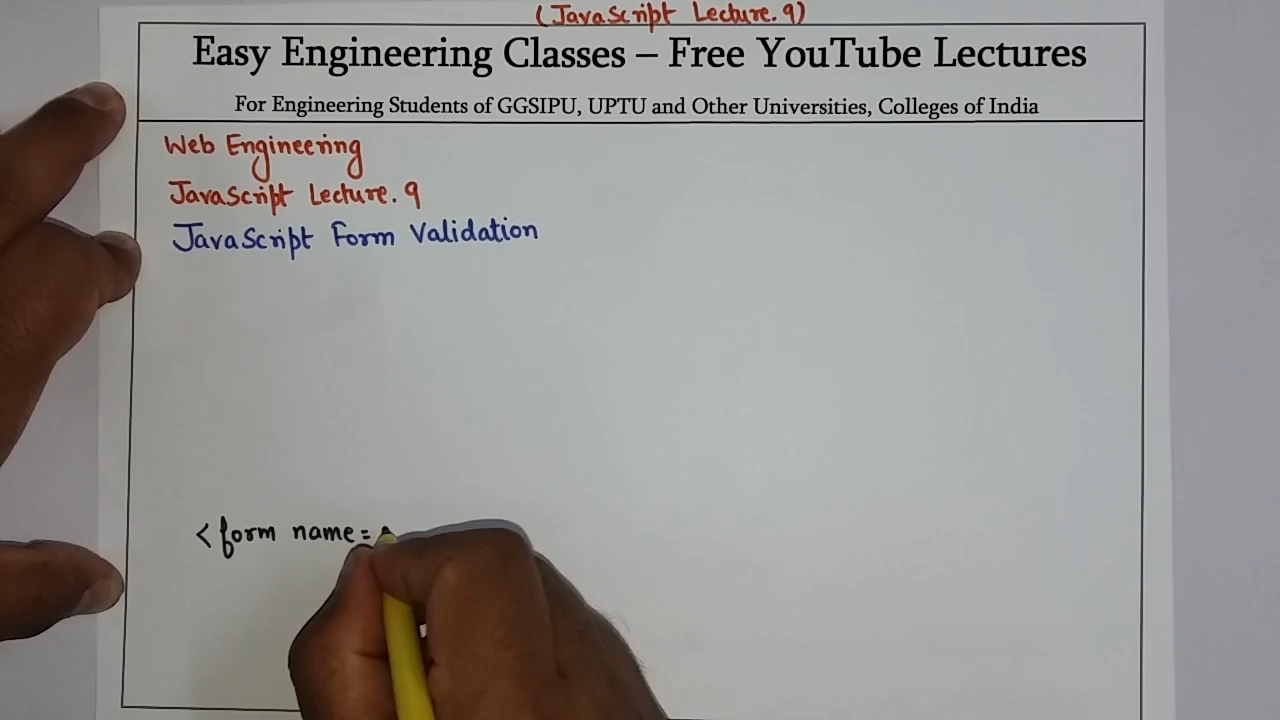 (JavaScript Lecture.9)
Easy Engineering Classes – Free YouTube Lectures
For Engineering Students of GGSIPU, UPTU and Other Universities, Colleges of India
Web Engineering
JavaScript Lecture.9
JavaScript Form Validation
< form name=